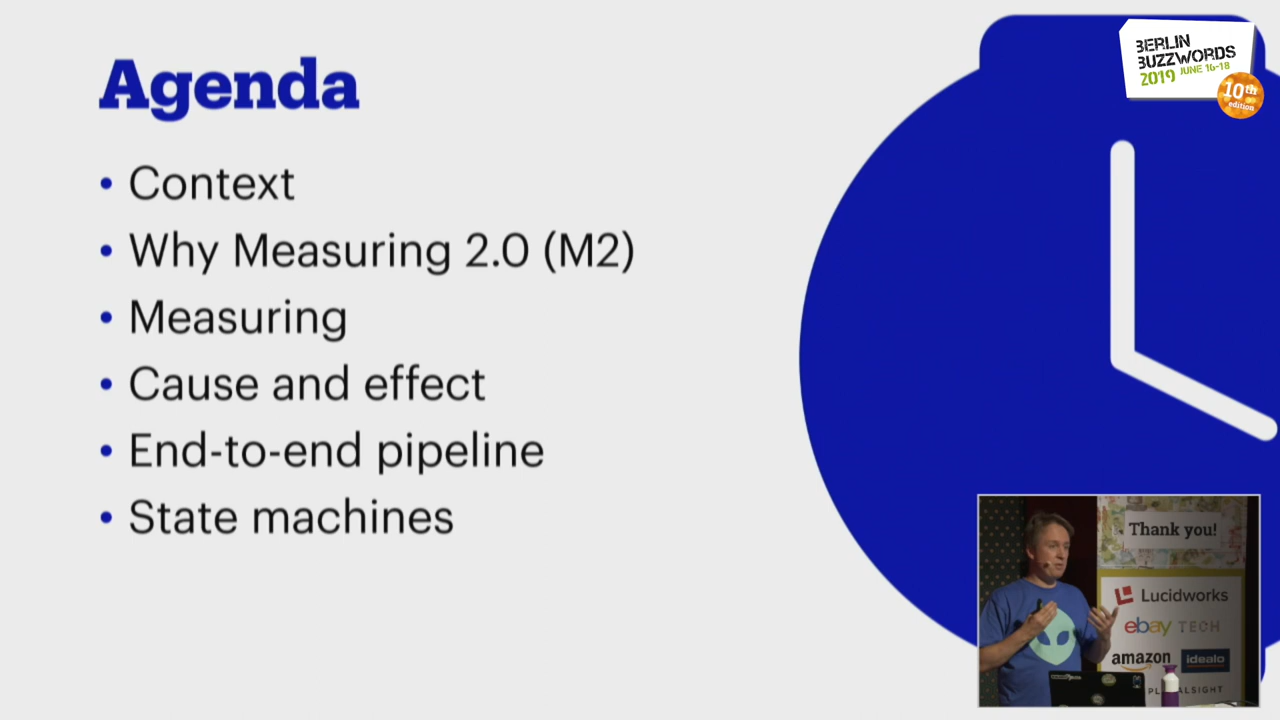 Agenda
• Context
• Why Measuring 2.0 (M2)
• Measuring
• Cause and effect
• End-to-end pipeline
• State machines
BERLIN
BUZZWORDS
2019 JUNE 16-18
10th
edition
Thank you!
Lucidworks
ebay TECH
amazon idealo